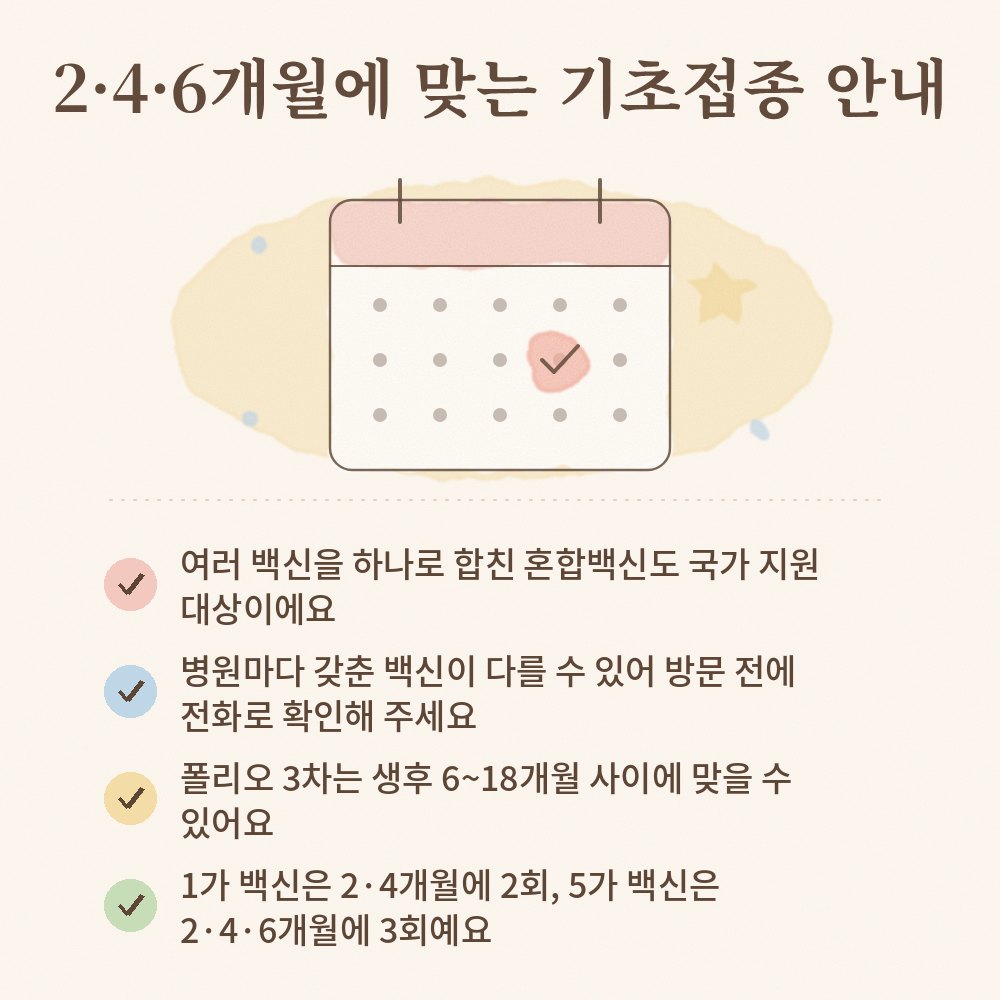 2·4·6개월에 맞는 기초접종 안내
여러 백신을 하나로 합친 혼합백신도 국가 지원
대상이에요
병원마다 갖춘 백신이 다를 수 있어 방문 전에
전화로 확인해 주세요
폴리오 3차는 생후 6~18개월 사이에 맞을 수
있어요
1가 백신은 2·4개월에 2회, 5가 백신은
2·4·6개월에 3회예요